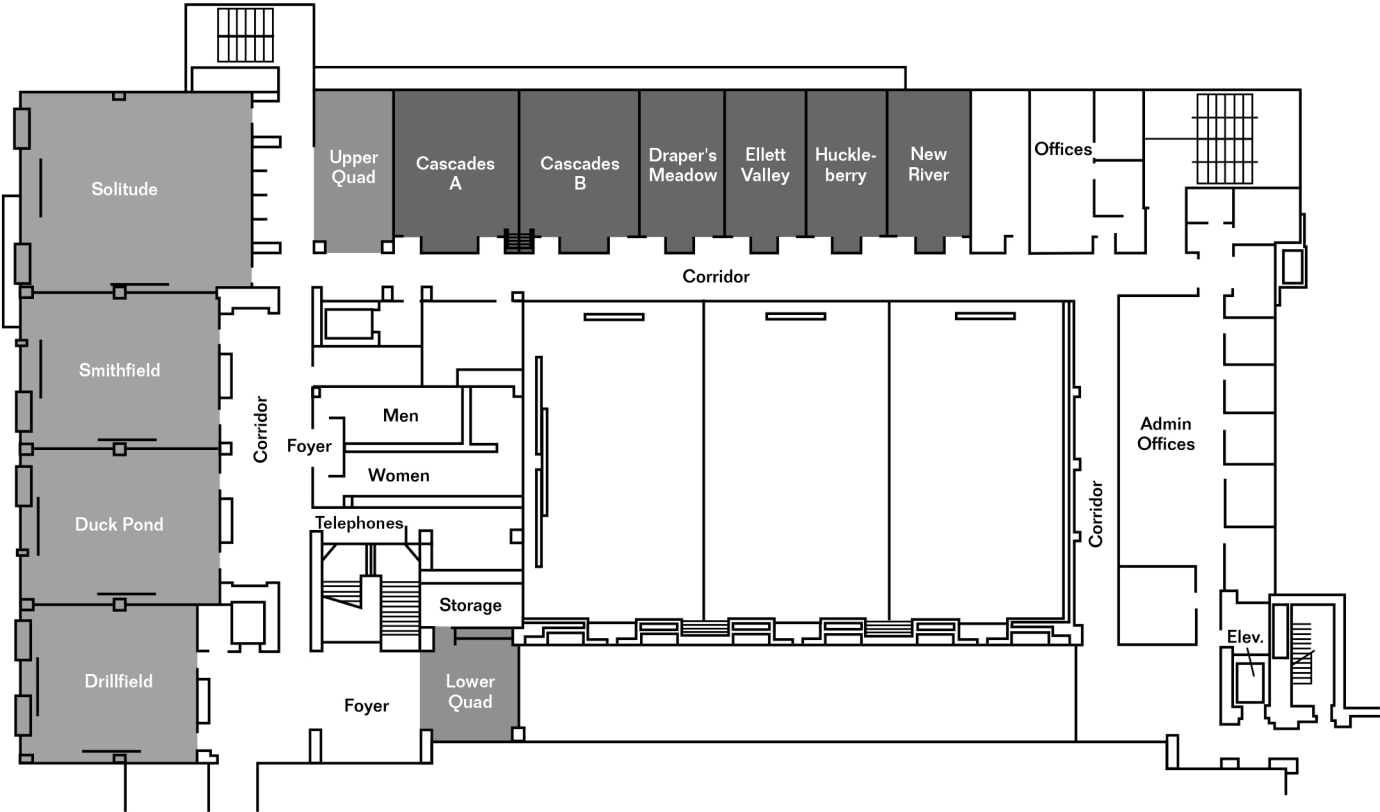 Upper
Quad
Cascades
A
Cascades
B
Draper's
Meadow
Ellett
Valley
Huckle-
berry
New
River
Offices
Solitude
Corridor
Smithfield
Corridor
Foyer
Men
Women
Admin
Offices
Corridor
Duck Pond
Telephones
Storage
Elev.
Drillfield
Foyer
Lower
Quad